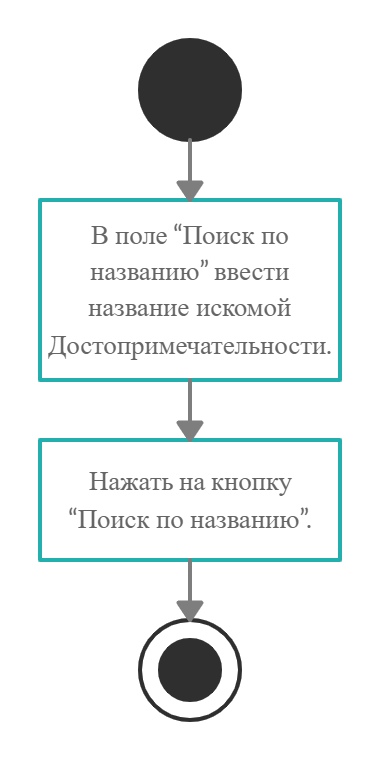 В поле “Поиск по
названию” ввести
название искомой
Достопримечательности.
Нажать на кнопку
“Поиск по названию”.